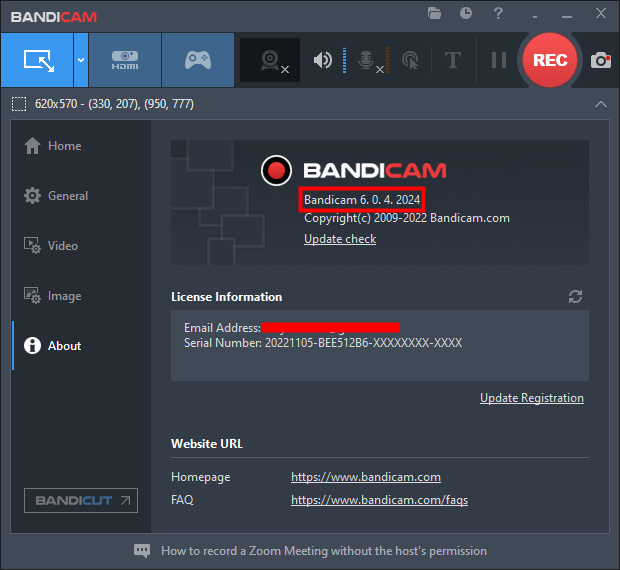 BANDICAM
HDMI
REC
620x570 - (330, 207), (950, 777)
Home
General
Video
Image
About
BANDICUT
BANDICAM
Bandicam 6. 0. 4. 2024
Copyright(c) 2009-2022 Bandicam.com
Update check
License Information
Email Address:
Serial Number: 20221105-BEE512B6-XXXXXXXX-XXXX
Update Registration
Website URL
Homepage https://www.bandicam.com
FAQ https://www.bandicam.com/faqs
How to record a Zoom Meeting without the host's permission